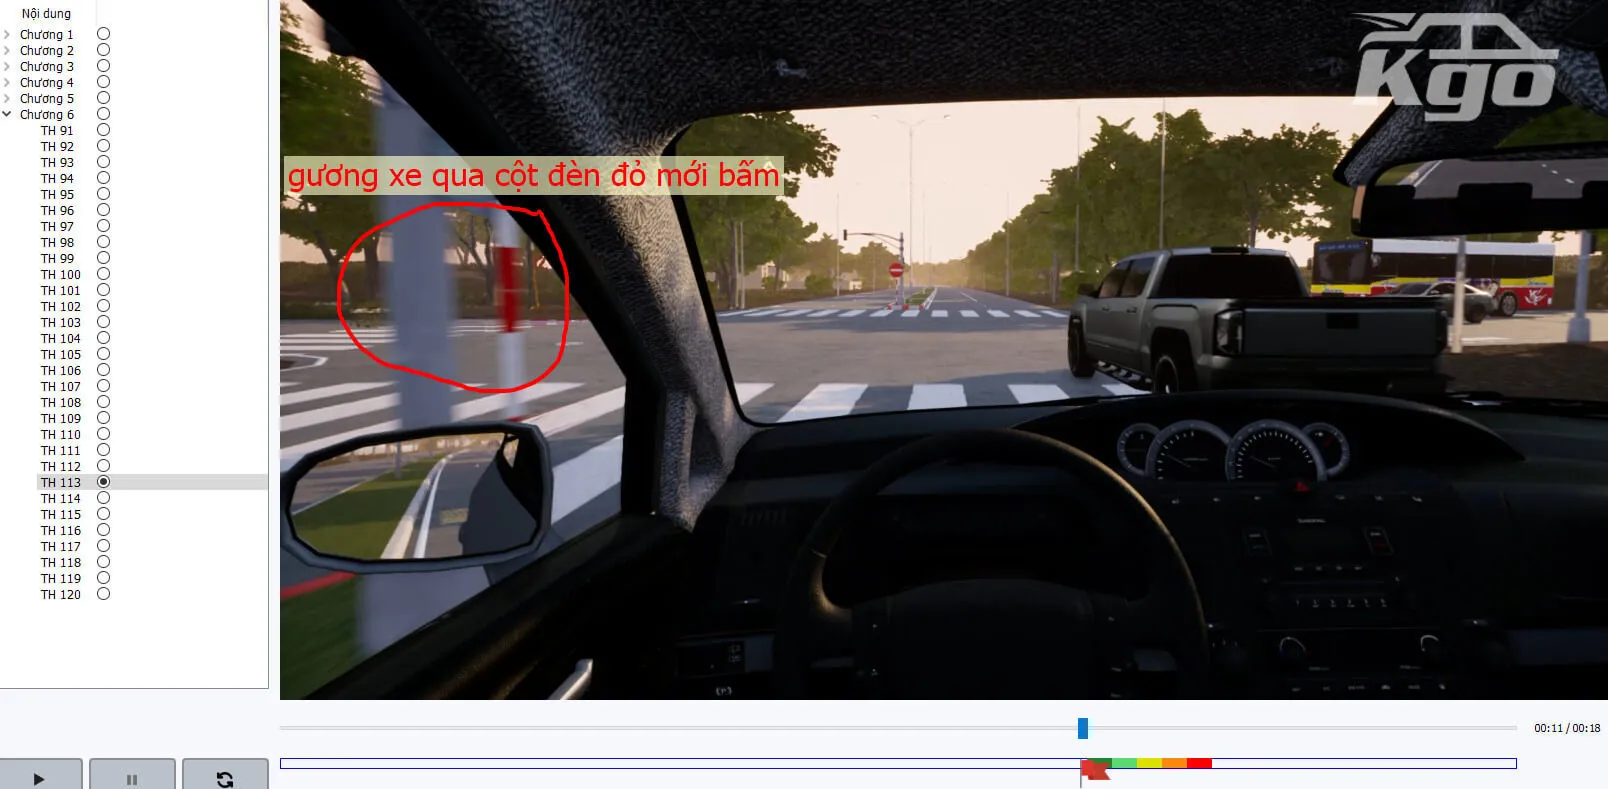 Nội dung
Chương 1
Chương 2
Chương 3
Chương 4
Chương 5
Chương 6
TH 91
TH 92
TH 93
TH 94
TH 95
TH 96
TH 97
TH 98
TH 99
TH 100
TH 101
TH 102
TH 103
TH 104
TH 105
TH 106
TH 107
TH 108
TH 109
TH 110
TH 111
TH 112
TH 113
TH 114
TH 115
TH 116
TH 117
TH 118
TH 119
TH 120
Kgo
gương xe qua cột đèn đỏ mới bấm
00:11 / 00:18